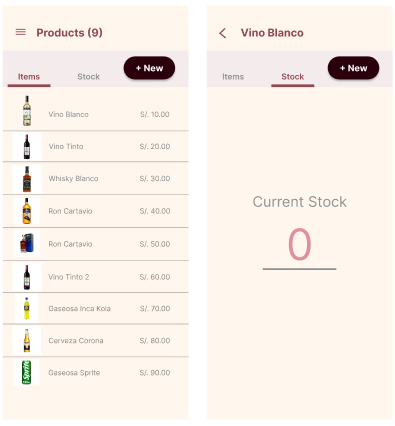 Products (9)
+ New
Items Stock
Vino Blanco S/. 10.00
Vino Tinto S/. 20.00
Whisky Blanco S/. 30.00
Ron Cartavio S/. 40.00
Ron Cartavio S/. 50.00
Vino Tinto 2 S/. 60.00
Gaseosa Inca Kola S/. 70.00
Cerveza Corona S/. 80.00
Gaseosa Sprite S/. 90.00
Sprite
Vino Blanco
+ New
Items Stock
Current Stock
0